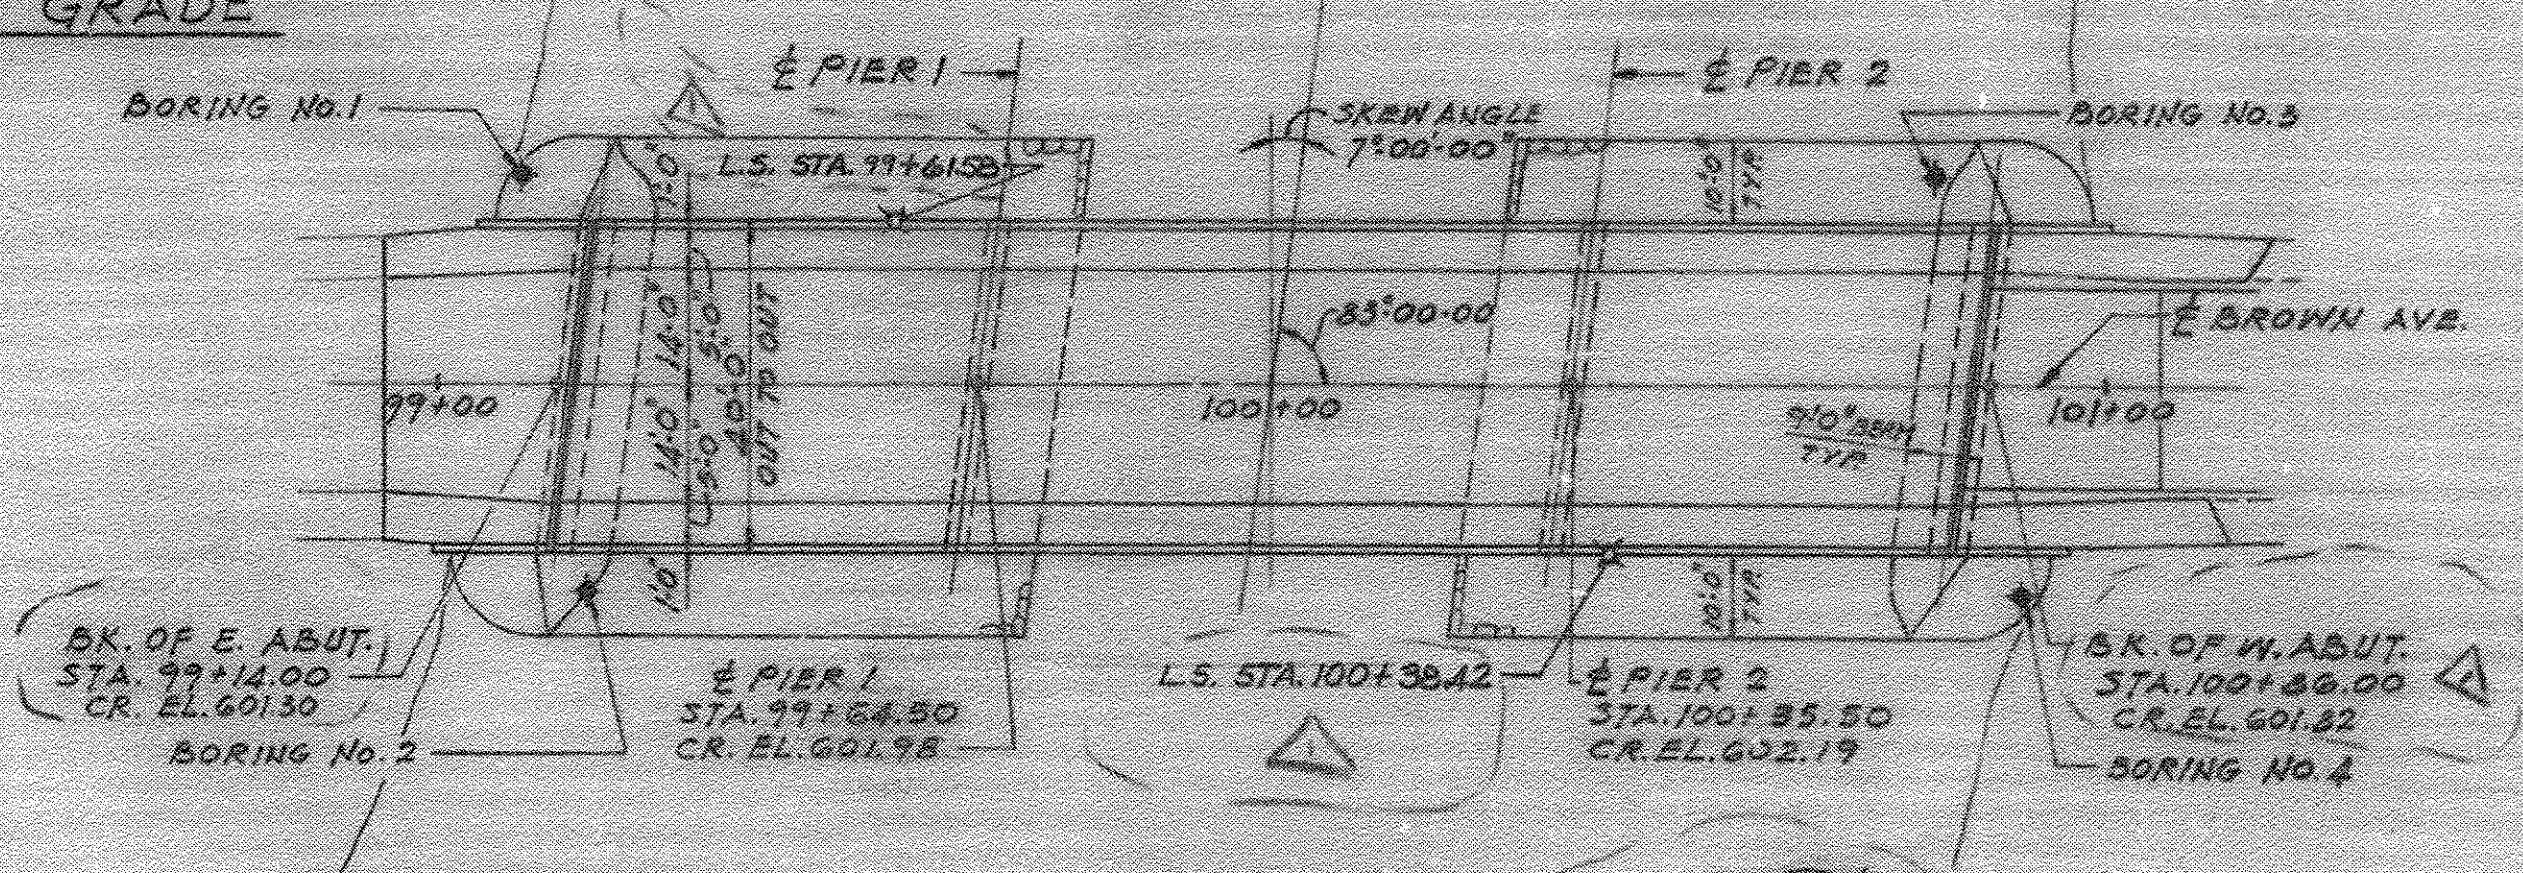 GRADE
℄ PIER 1
℄ PIER 2
BORING NO.1
SKEW ANGLE
7°-00'-00"
BORING NO.3
L.S. STA. 99+61.58
1'-0"
10'-0"
TYP.
14'-0"
5'-0"
83°-00'-00
℄ BROWN AVE.
99+00
100+00
101+00
14'-0"
5'-0"
40'-0"
OUT TO OUT
9'-0" BERM
TYP.
1'-0"
10'-0"
TYP.
BK. OF E. ABUT.
STA. 99+14.00
CR. EL. 601.30
BORING NO.2
℄ PIER 1
STA. 99+64.50
CR. EL. 601.98
L.S. STA. 100+38.42
℄ PIER 2
STA. 100+35.50
CR. EL. 602.19
BK. OF W. ABUT.
STA. 100+86.00
CR. EL. 601.82
BORING NO.4